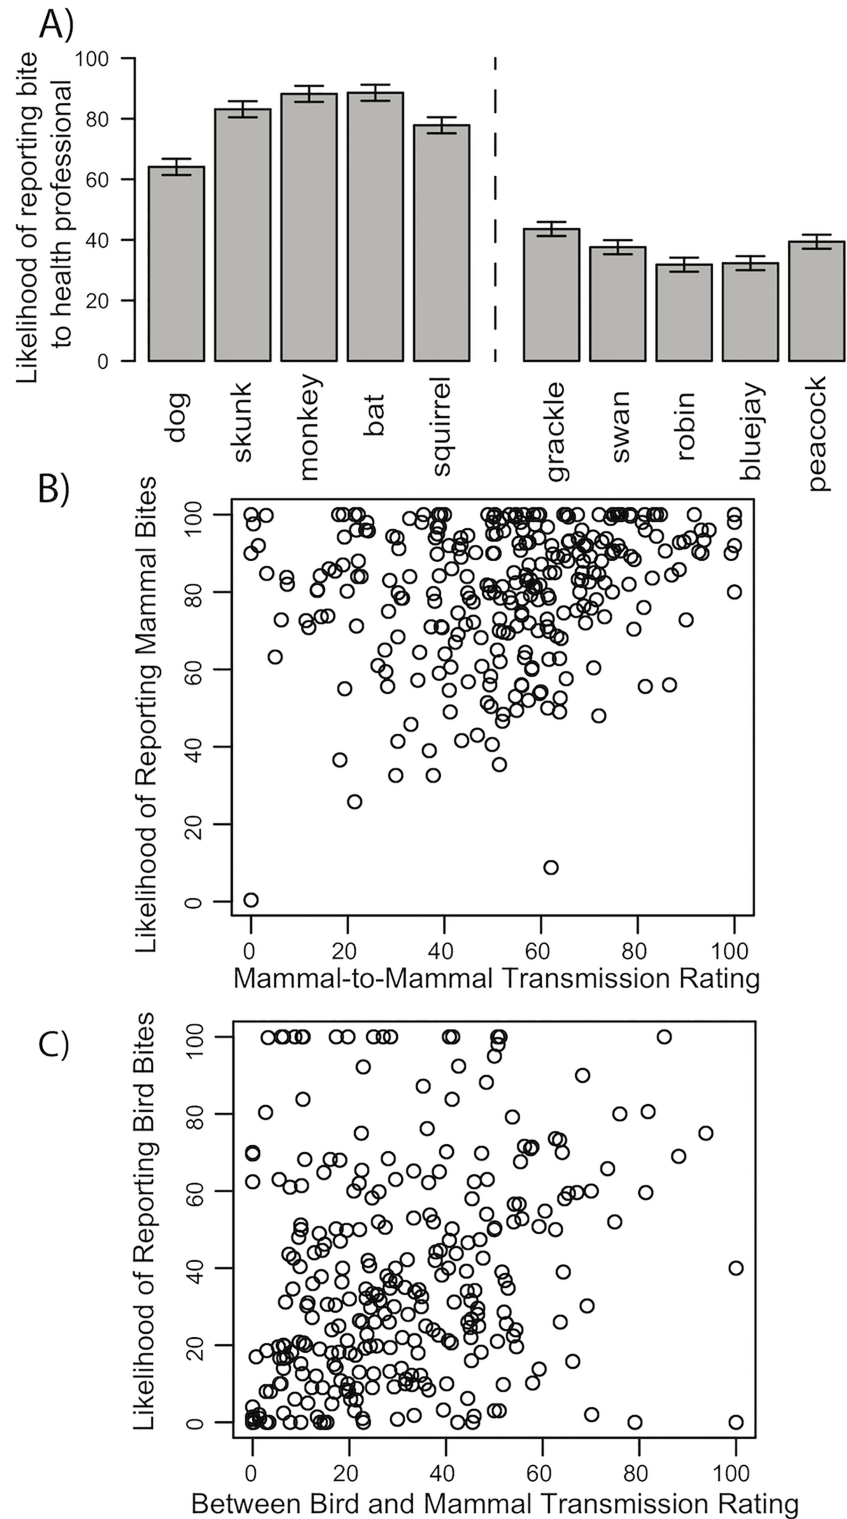 A)
Likelihood of reporting bite
to health professional
100
80
60
40
20
0
dog
skunk
monkey
bat
squirrel
grackle
swan
robin
bluejay
peacock
B)
Likelihood of Reporting Mammal Bites
100
80
60
40
20
0
0 20 40 60 80 100
Mammal-to-Mammal Transmission Rating
C)
Likelihood of Reporting Bird Bites
100
80
60
40
20
0
0 20 40 60 80 100
Between Bird and Mammal Transmission Rating